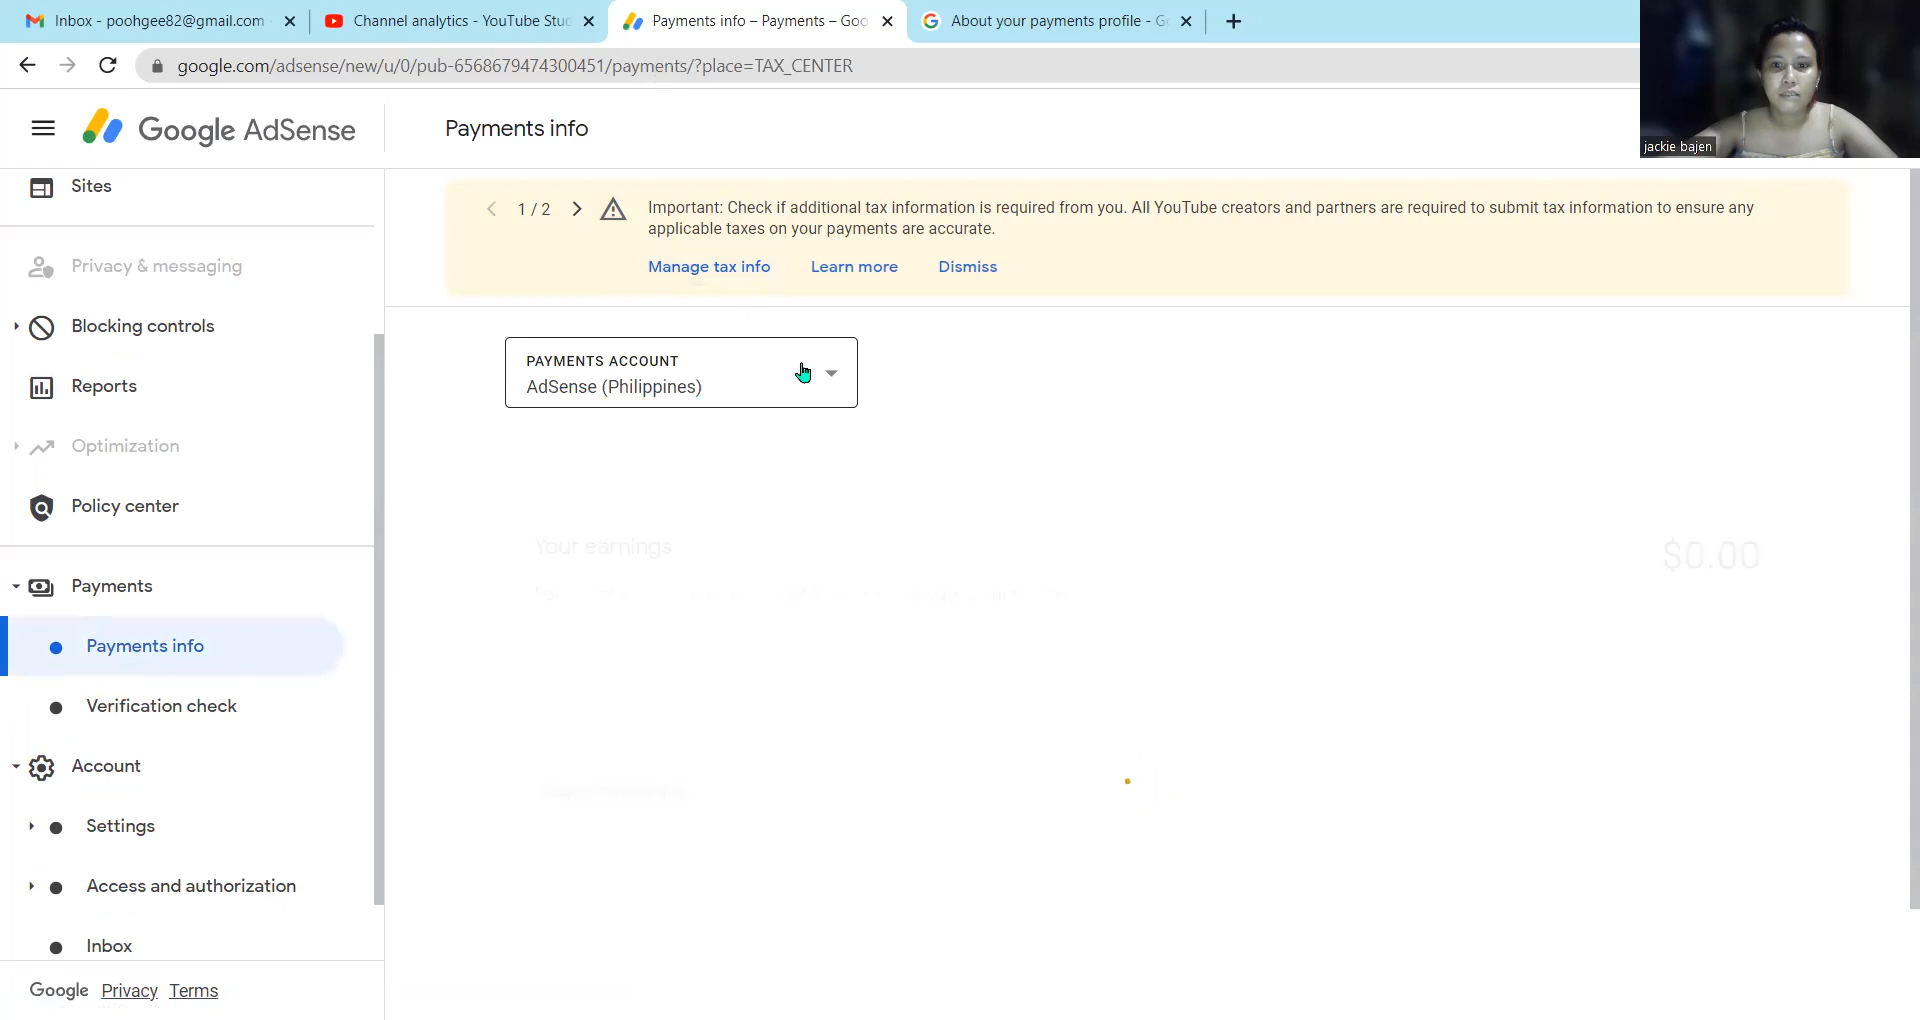 Inbox - poohgee82@gmail.com
Channel analytics - YouTube Stu
Payments info – Payments – Goo
About your payments profile - G
google.com/adsense/new/u/0/pub-6568679474300451/payments/?place=TAX_CENTER
Google AdSense
Payments info
jackie bajen
Sites
Privacy & messaging
Blocking controls
Reports
Optimization
Policy center
Payments
Payments info
Verification check
Account
Settings
Access and authorization
Inbox
Google Privacy Terms
1 / 2
Important: Check if additional tax information is required from you. All YouTube creators and partners are required to submit tax information to ensure any
applicable taxes on your payments are accurate.
Manage tax info Learn more Dismiss
PAYMENTS ACCOUNT
AdSense (Philippines)
Your earnings
$0.00